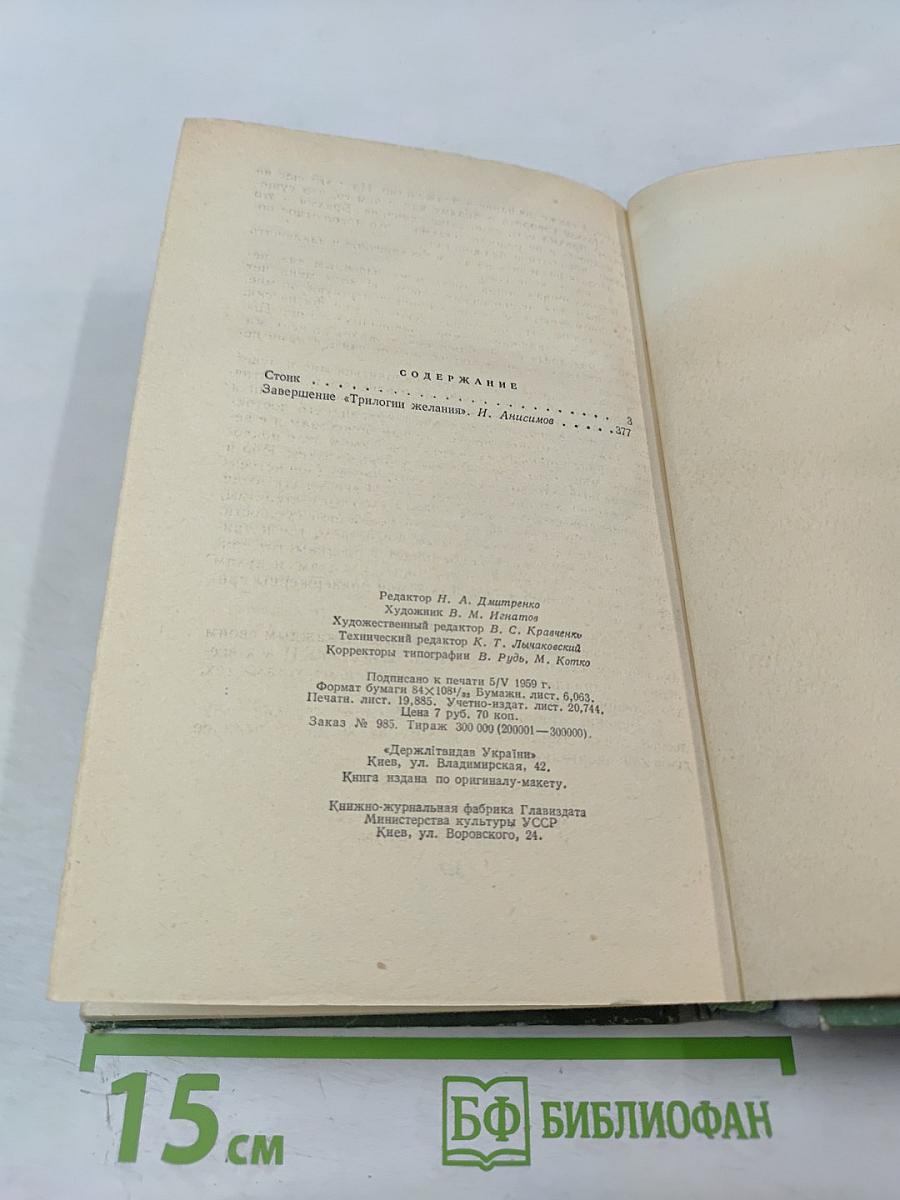 СОДЕРЖАНИЕ
Стоик . . . . . . . . . . . . . . . . . . . . . . . 3
Завершение «Трилогии желания». И. Анисимов . . . . . 377
Редактор Н. А. Дмитренко
Художник В. М. Игнатов
Художественный редактор В. С. Кравченко
Технический редактор К. Т. Лычаковский
Корректоры типографии В. Рудь, М. Котко
Подписано к печати 5/V 1959 г.
Формат бумаги 84×108¹/₃₂ Бумажн. лист. 6,063.
Печатн. лист. 19,885. Учетно-издат. лист. 20,744.
Цена 7 руб. 70 коп.
Заказ № 985. Тираж 300 000 (200001—300000).
«Держлітвидав України»
Киев, ул. Владимирская, 42.
Книга издана по оригиналу-макету.
Книжно-журнальная фабрика Главиздата
Министерства культуры УССР
Киев, ул. Воровского, 24.
15 см
БФ БИБЛИОФАН